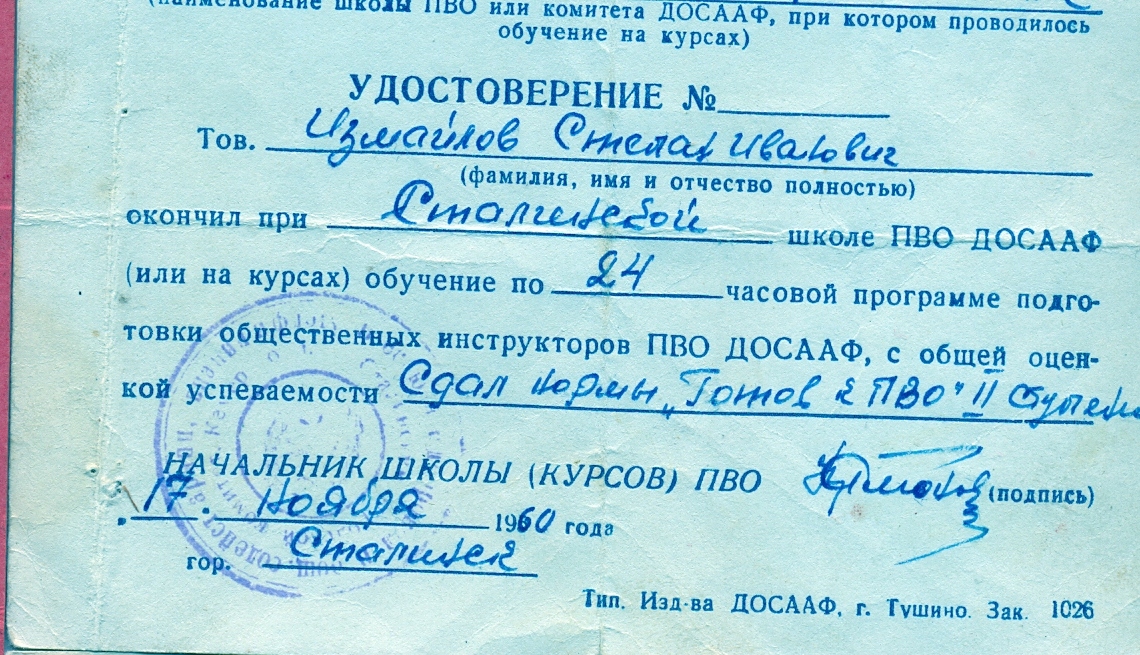 (наименование школы ПВО или комитета ДОСААФ, при котором проводилось
обучение на курсах)
УДОСТОВЕРЕНИЕ №
Тов. Измайлов Степан Иванович
(фамилия, имя и отчество полностью)
окончил при Сталинской школе ПВО ДОСААФ
(или на курсах) обучение по 24 часовой программе подго-
товки общественных инструкторов ПВО ДОСААФ, с общей оцен-
кой успеваемости Сдал нормы „Готов к ПВО" II ступени
НАЧАЛЬНИК ШКОЛЫ (КУРСОВ) ПВО (подпись)
„17" ноября 1960 года
гор. Сталинск
Тип. Изд-ва ДОСААФ, г. Тушино. Зак. 1026